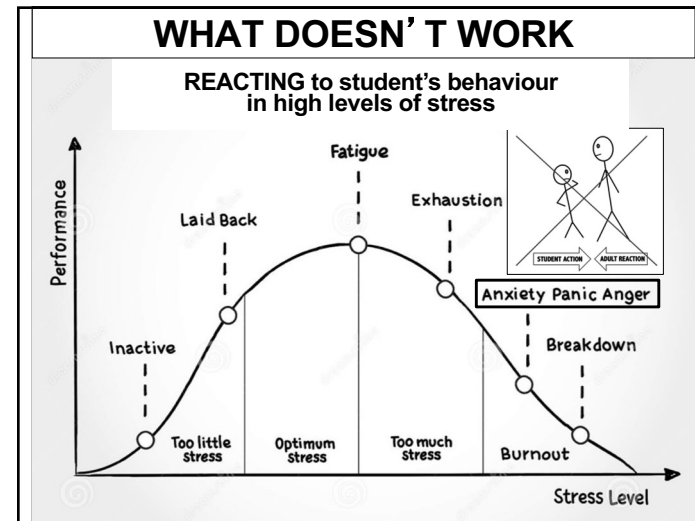 WHAT DOESN’T WORK
REACTING to student’s behaviour
in high levels of stress
Fatigue
Exhaustion
Laid Back
STUDENT ACTION
ADULT REACTION
Performance
Anxiety Panic Anger
Inactive
Breakdown
Too little
stress
Optimum
stress
Too much
stress
Burnout
Stress Level